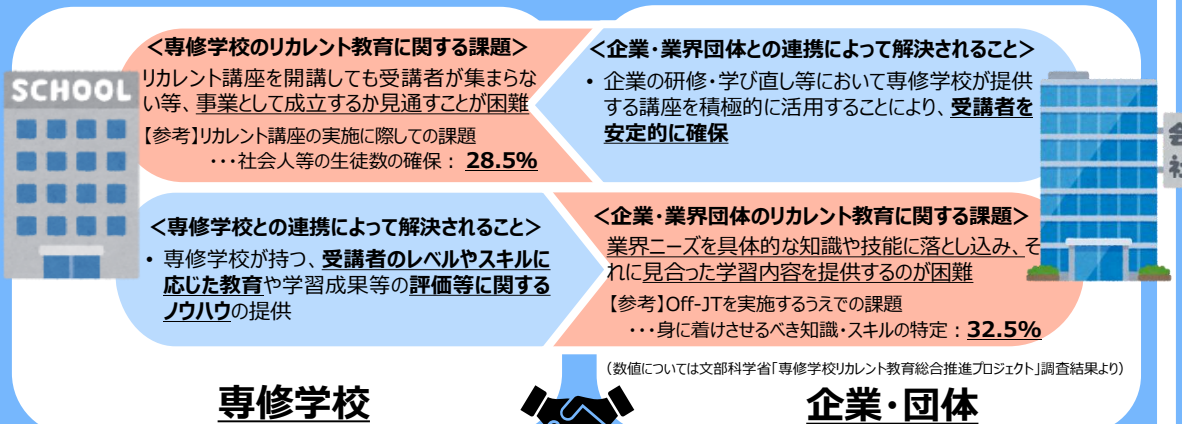 SCHOOL
<専修学校のリカレント教育に関する課題>
リカレント講座を開講しても受講者が集まらな
い等、事業として成立するか見通すことが困難
【参考】リカレント講座の実施に際しての課題
・・・社会人等の生徒数の確保： 28.5%
<企業・業界団体との連携によって解決されること>
• 企業の研修・学び直し等において専修学校が提供
する講座を積極的に活用することにより、受講者を
安定的に確保
会社
<専修学校との連携によって解決されること>
• 専修学校が持つ、受講者のレベルやスキルに
応じた教育や学習成果等の評価等に関する
ノウハウの提供
<企業・業界団体のリカレント教育に関する課題>
業界ニーズを具体的な知識や技能に落とし込み、そ
れに見合った学習内容を提供するのが困難
【参考】Off-JTを実施するうえでの課題
・・・身に着けさせるべき知識・スキルの特定：32.5%
（数値については文部科学省「専修学校リカレント教育総合推進プロジェクト」調査結果より）
専修学校
企業・団体